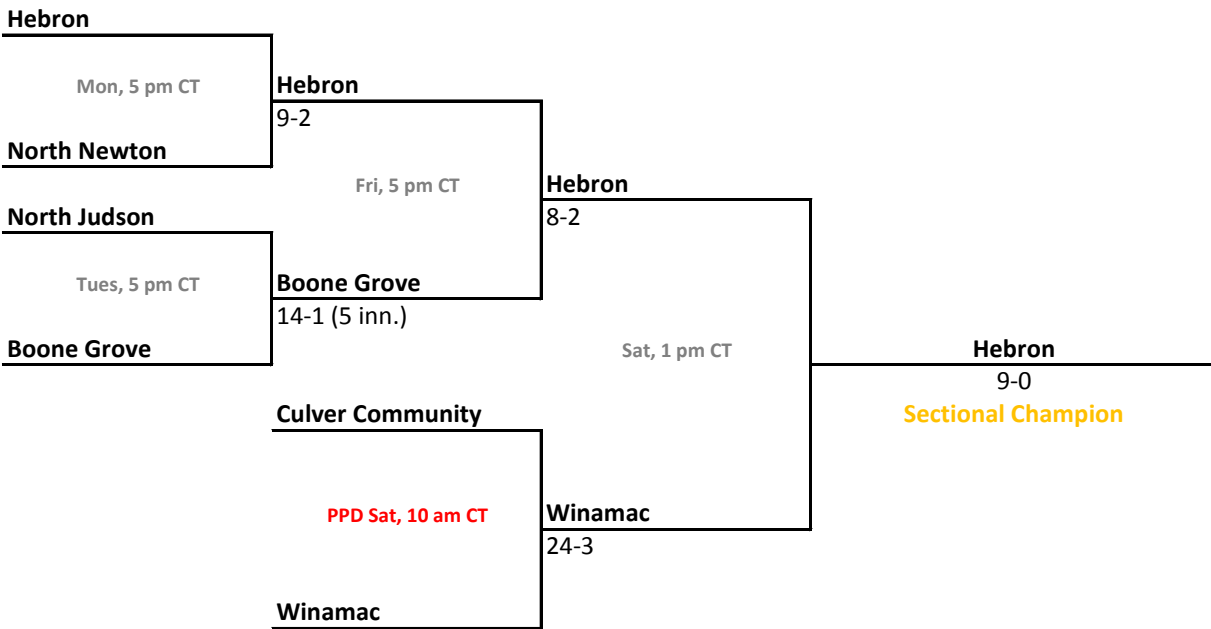 Hebron
Mon, 5 pm CT
Hebron
9-2
North Newton
Fri, 5 pm CT
Hebron
8-2
North Judson
Tues, 5 pm CT
Boone Grove
14-1 (5 inn.)
Boone Grove
Sat, 1 pm CT
Hebron
9-0
Sectional Champion
Culver Community
PPD Sat, 10 am CT
Winamac
24-3
Winamac